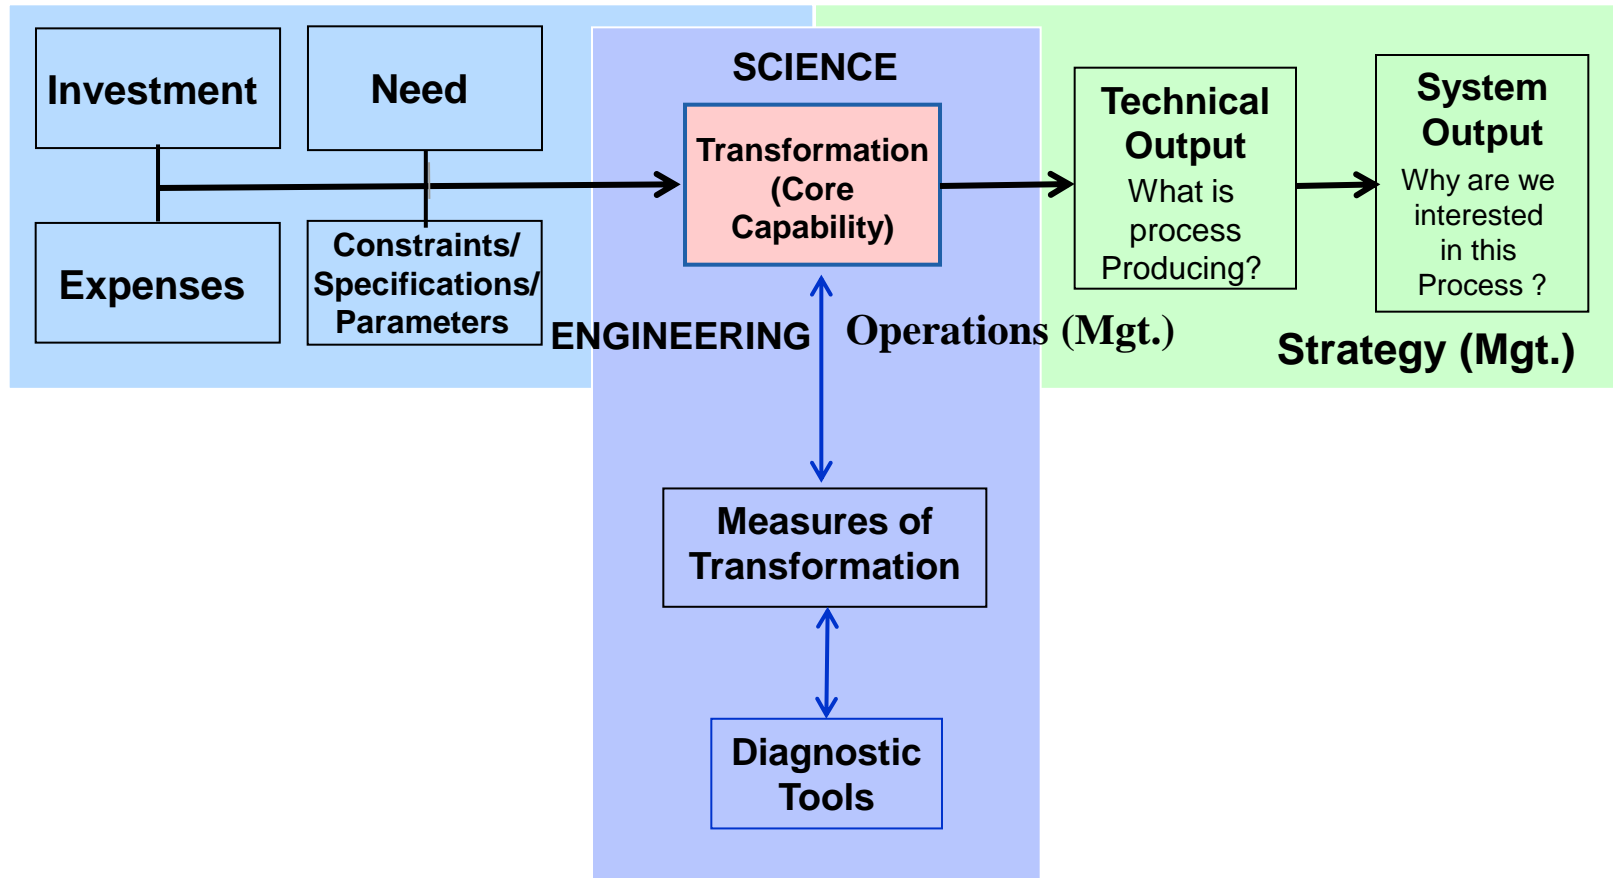 Investment
Need
Expenses
Constraints/
Specifications/
Parameters
SCIENCE
Transformation
(Core
Capability)
ENGINEERING
Operations (Mgt.)
Measures of
Transformation
Diagnostic
Tools
Technical
Output
What is
process
Producing?
System
Output
Why are we
interested
in this
Process ?
Strategy (Mgt.)